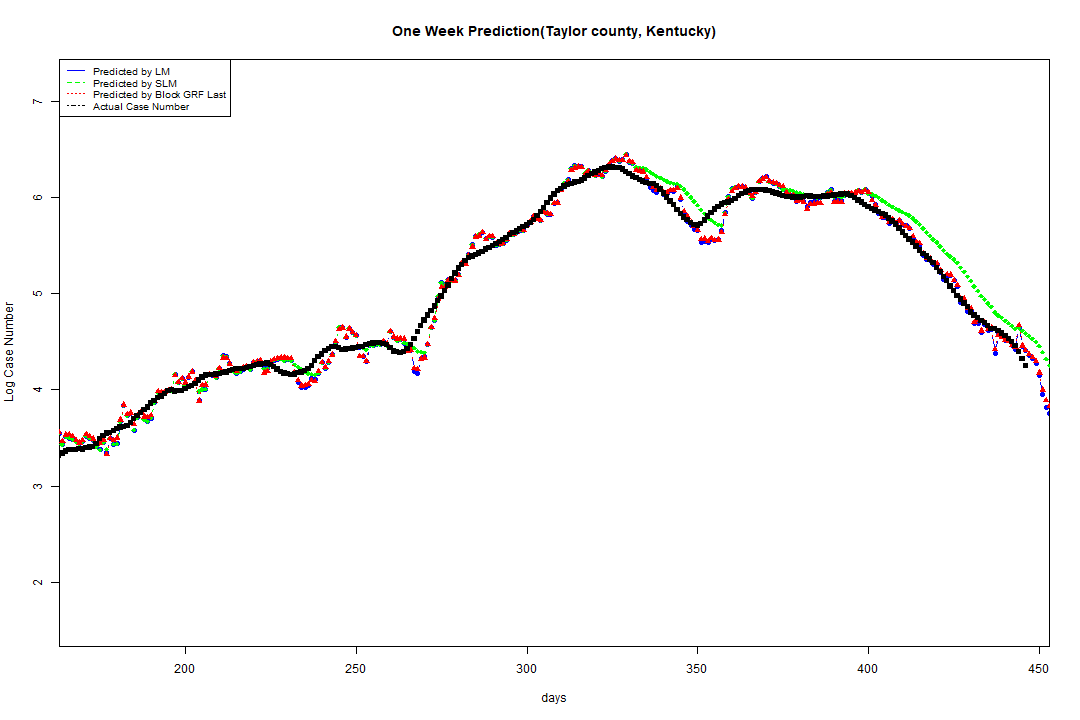 One Week Prediction(Taylor county, Kentucky)
Predicted by LM
Predicted by SLM
Predicted by Block GRF Last
Actual Case Number
7
6
5
4
3
2
Log Case Number
200 250 300 350 400 450
days